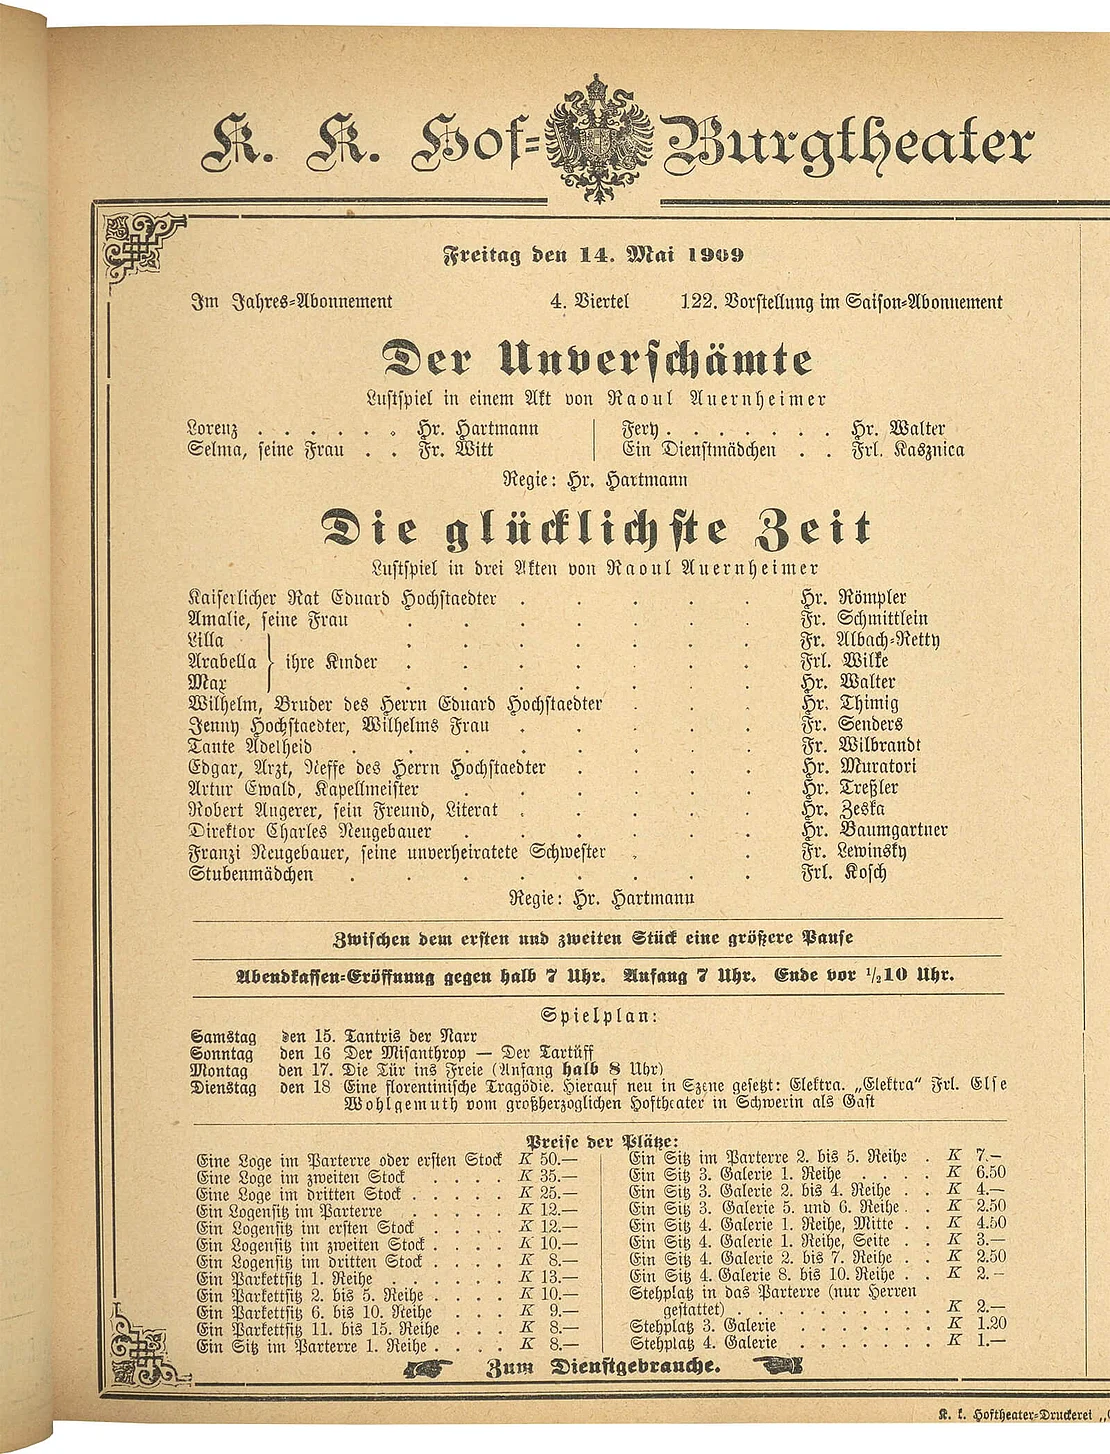 K. K. Hof-Burgtheater
Freitag den 14. Mai 1909
Im Jahres-Abonnement 4. Viertel 122. Vorstellung im Saison-Abonnement
Der Unverschämte
Lustspiel in einem Akt von Raoul Auernheimer
Lorenz . . . . . . . Hr. Hartmann
Selma, seine Frau . . Fr. Witt
Fery . . . . . . . Hr. Walter
Ein Dienstmädchen . . Frl. Kasznica
Regie: Hr. Hartmann
Die glücklichste Zeit
Lustspiel in drei Akten von Raoul Auernheimer
Kaiserlicher Rat Eduard Hochstaedter . . . . . Hr. Römpler
Amalie, seine Frau . . . . . . . Fr. Schmittlein
Lilla . . . . . . . Fr. Albach-Retty
Arabella } ihre Kinder . . . . . . . Frl. Wilke
Max . . . . . . . Hr. Walter
Wilhelm, Bruder des Herrn Eduard Hochstaedter . . . Hr. Thimig
Jenny Hochstaedter, Wilhelms Frau . . . . . Fr. Senders
Tante Adelheid . . . . . . . . Fr. Wilbrandt
Edgar, Arzt, Neffe des Herrn Hochstaedter . . . . Hr. Muratori
Artur Ewald, Kapellmeister . . . . . . Hr. Treßler
Robert Augerer, sein Freund, Literat . . . . . Hr. Zeska
Direktor Charles Neugebauer . . . . . . Hr. Baumgartner
Franzi Neugebauer, seine unverheiratete Schwester . . . Fr. Lewinsky
Stubenmädchen . . . . . . . . Frl. Kosch
Regie: Hr. Hartmann
Zwischen dem ersten und zweiten Stück eine größere Pause
Abendkassen-Eröffnung gegen halb 7 Uhr. Anfang 7 Uhr. Ende vor 1/2 10 Uhr.
Spielplan:
Samstag den 15. Tantris der Narr
Sonntag den 16 Der Misanthrop — Der Tartüff
Montag den 17. Die Tür ins Freie (Anfang halb 8 Uhr)
Dienstag den 18 Eine florentinische Tragödie. Hierauf neu in Szene gesetzt: Elektra. „Elektra“ Frl. Else
Wohlgemuth vom großherzoglichen Hoftheater in Schwerin als Gast
Preise der Plätze:
Eine Loge im Parterre oder ersten Stock K 50.—
Eine Loge im zweiten Stock . . . . K 35.—
Eine Loge im dritten Stock . . . . . K 25.—
Ein Logensitz im Parterre . . . . . K 12.—
Ein Logensitz im ersten Stock . . . . K 12.—
Ein Logensitz im zweiten Stock . . . . K 10.—
Ein Logensitz im dritten Stock . . . . K 8.—
Ein Parkettsitz 1. Reihe . . . . . . K 13.—
Ein Parkettsitz 2. bis 5. Reihe . . . . K 10.—
Ein Parkettsitz 6. bis 10. Reihe . . . K 9.—
Ein Parkettsitz 11. bis 15. Reihe . . . K 8.—
Ein Sitz im Parterre 1. Reihe . . . . K 8.—
Ein Sitz im Parterre 2. bis 5. Reihe . K 7.—
Ein Sitz 3. Galerie 1. Reihe . . . . K 6.50
Ein Sitz 3. Galerie 2. bis 4. Reihe . . K 4.—
Ein Sitz 3. Galerie 5. und 6. Reihe . . K 2.50
Ein Sitz 4. Galerie 1. Reihe, Mitte . . K 4.50
Ein Sitz 4. Galerie 1. Reihe, Seite . . K 3.—
Ein Sitz 4. Galerie 2. bis 7. Reihe . . K 2.50
Ein Sitz 4. Galerie 8. bis 10. Reihe . . K 2.—
Stehplatz in das Parterre (nur Herren
gestattet) . . . . . . . . . . K 2.—
Stehplatz 3. Galerie . . . . . . . K 1.20
Stehplatz 4. Galerie . . . . . . . K 1.—
Zum Dienstgebrauche.
K. k. Hoftheater-Druckerei